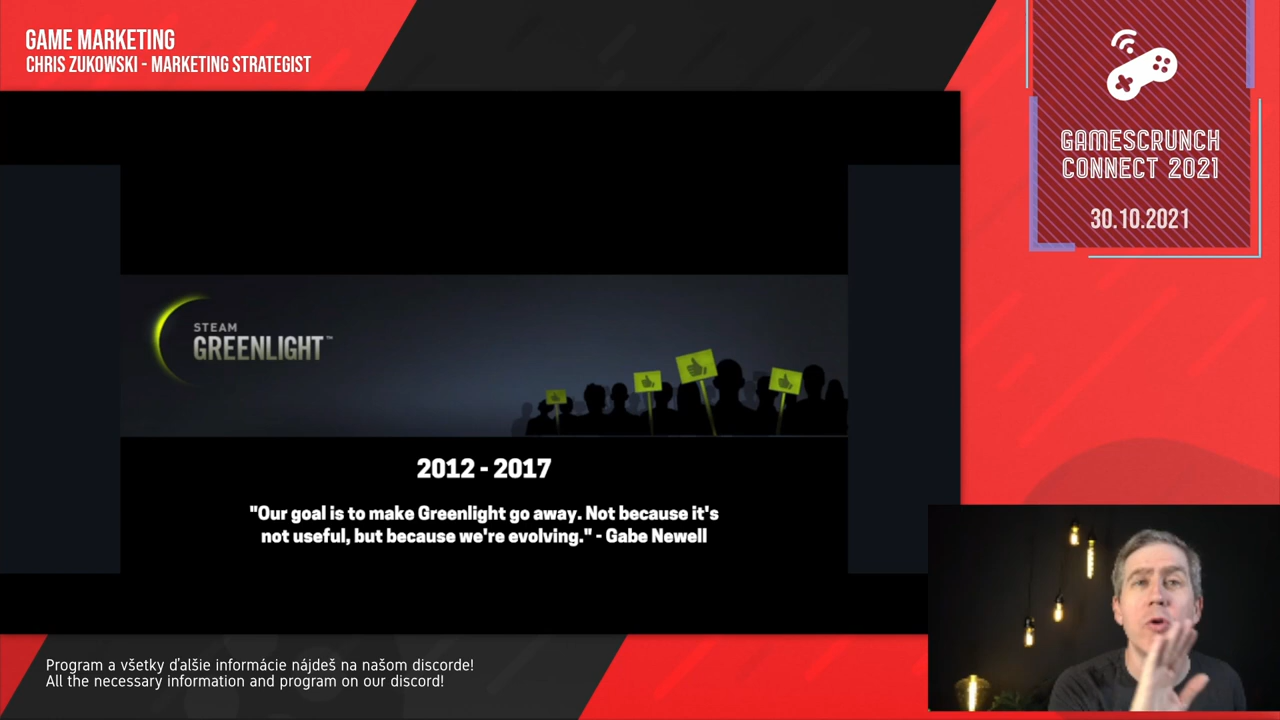 GAME MARKETING
CHRIS ZUKOWSKI - MARKETING STRATEGIST
GAMESCRUNCH
CONNECT 2021
30.10.2021
STEAM
GREENLIGHT™
2012 - 2017
"Our goal is to make Greenlight go away. Not because it's
not useful, but because we're evolving." - Gabe Newell
Program a všetky ďalšie informácie nájdeš na našom discorde!
All the necessary information and program on our discord!